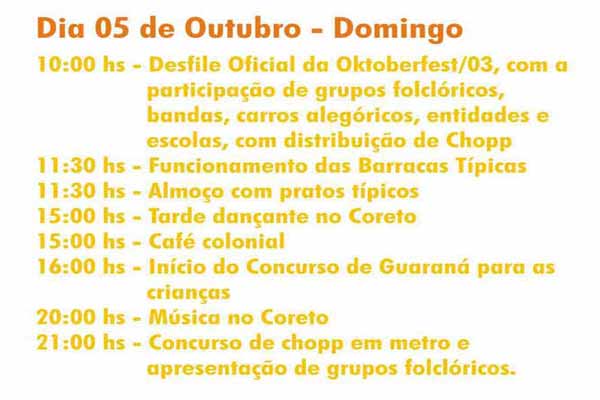 Dia 05 de Outubro - Domingo
10:00 hs - Desfile Oficial da Oktoberfest/03, com a
participação de grupos folclóricos,
bandas, carros alegóricos, entidades e
escolas, com distribuição de Chopp
11:30 hs - Funcionamento das Barracas Típicas
11:30 hs - Almoço com pratos típicos
15:00 hs - Tarde dançante no Coreto
15:00 hs - Café colonial
16:00 hs - Início do Concurso de Guaraná para as
crianças
20:00 hs - Música no Coreto
21:00 hs - Concurso de chopp em metro e
apresentação de grupos folclóricos.